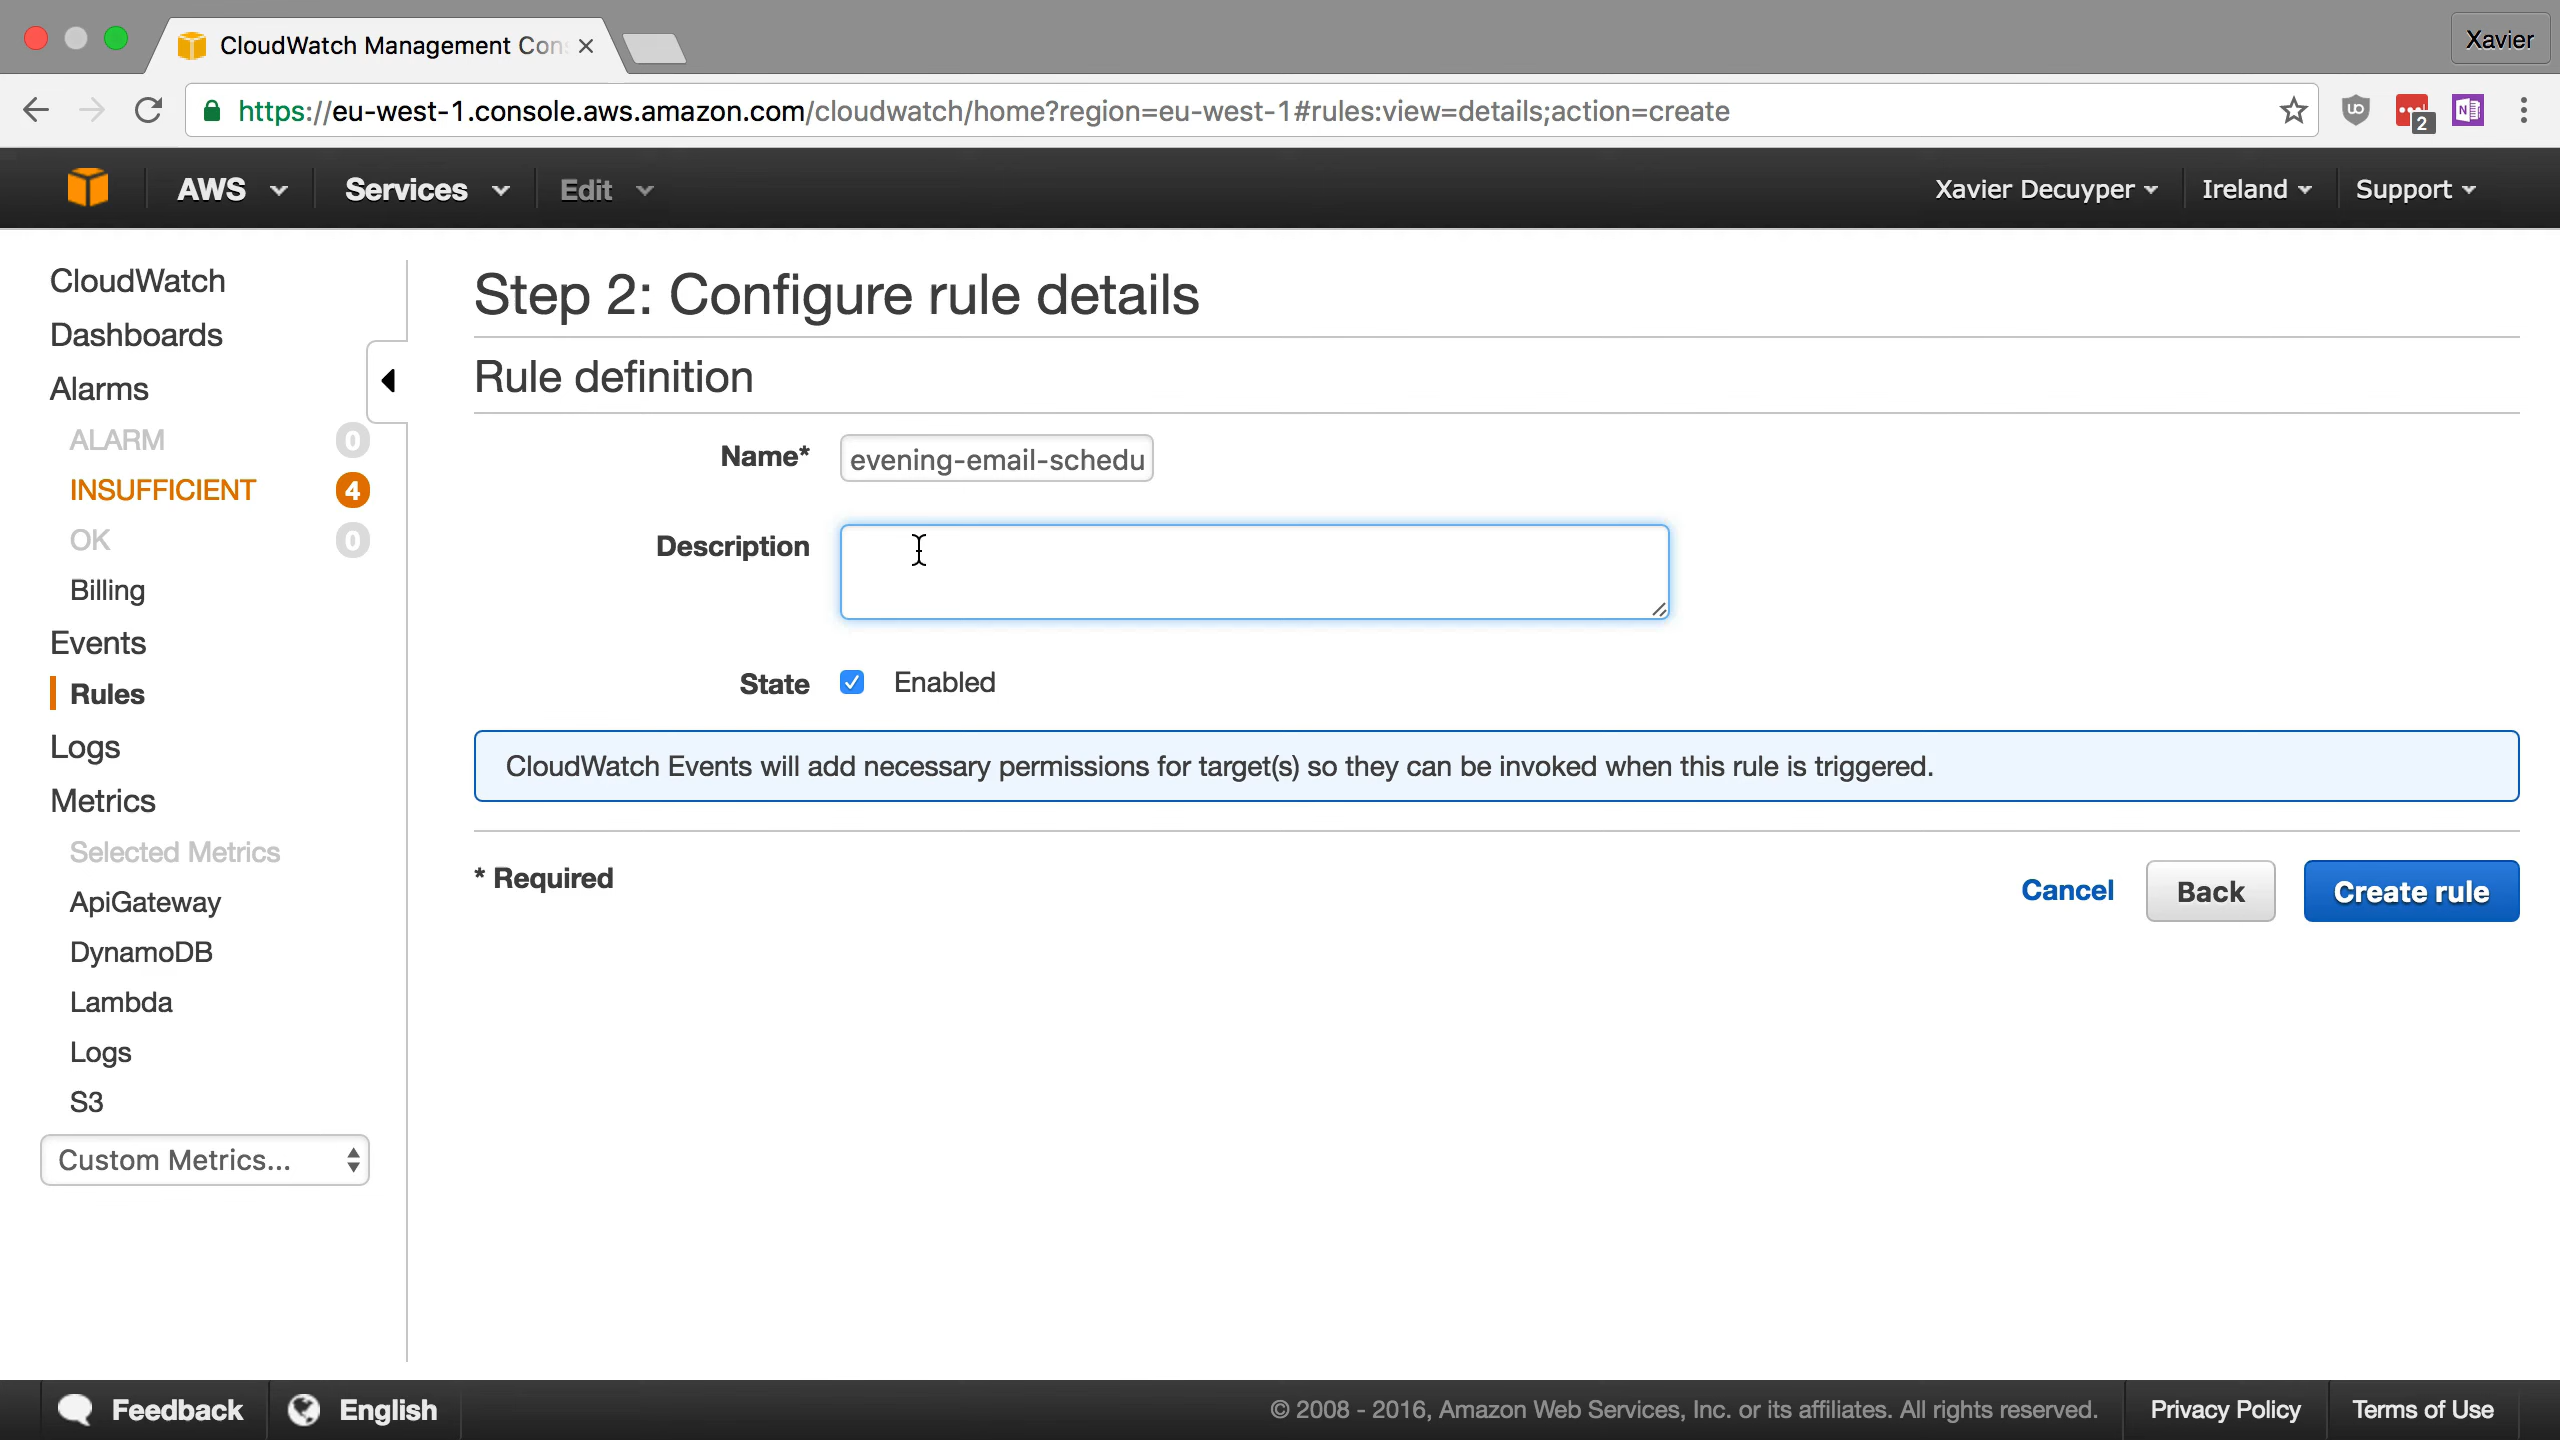 CloudWatch Management Con
Xavier
https://eu-west-1.console.aws.amazon.com/cloudwatch/home?region=eu-west-1#rules:view=details;action=create
2
AWS Services Edit Xavier Decuyper Ireland Support
CloudWatch
Dashboards
Alarms
ALARM 0
INSUFFICIENT 4
OK 0
Billing
Events
Rules
Logs
Metrics
Selected Metrics
ApiGateway
DynamoDB
Lambda
Logs
S3
Custom Metrics...
Step 2: Configure rule details
Rule definition
Name* evening-email-schedu
Description
State Enabled
CloudWatch Events will add necessary permissions for target(s) so they can be invoked when this rule is triggered.
* Required
Cancel Back Create rule
Feedback English © 2008 - 2016, Amazon Web Services, Inc. or its affiliates. All rights reserved. Privacy Policy Terms of Use